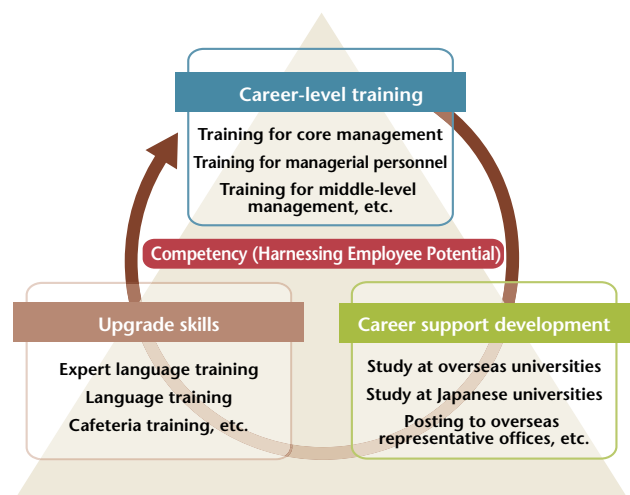 Career-level training
Training for core management
Training for managerial personnel
Training for middle-level
management, etc.
Competency (Harnessing Employee Potential)
Upgrade skills
Expert language training
Language training
Cafeteria training, etc.
Career support development
Study at overseas universities
Study at Japanese universities
Posting to overseas
representative offices, etc.